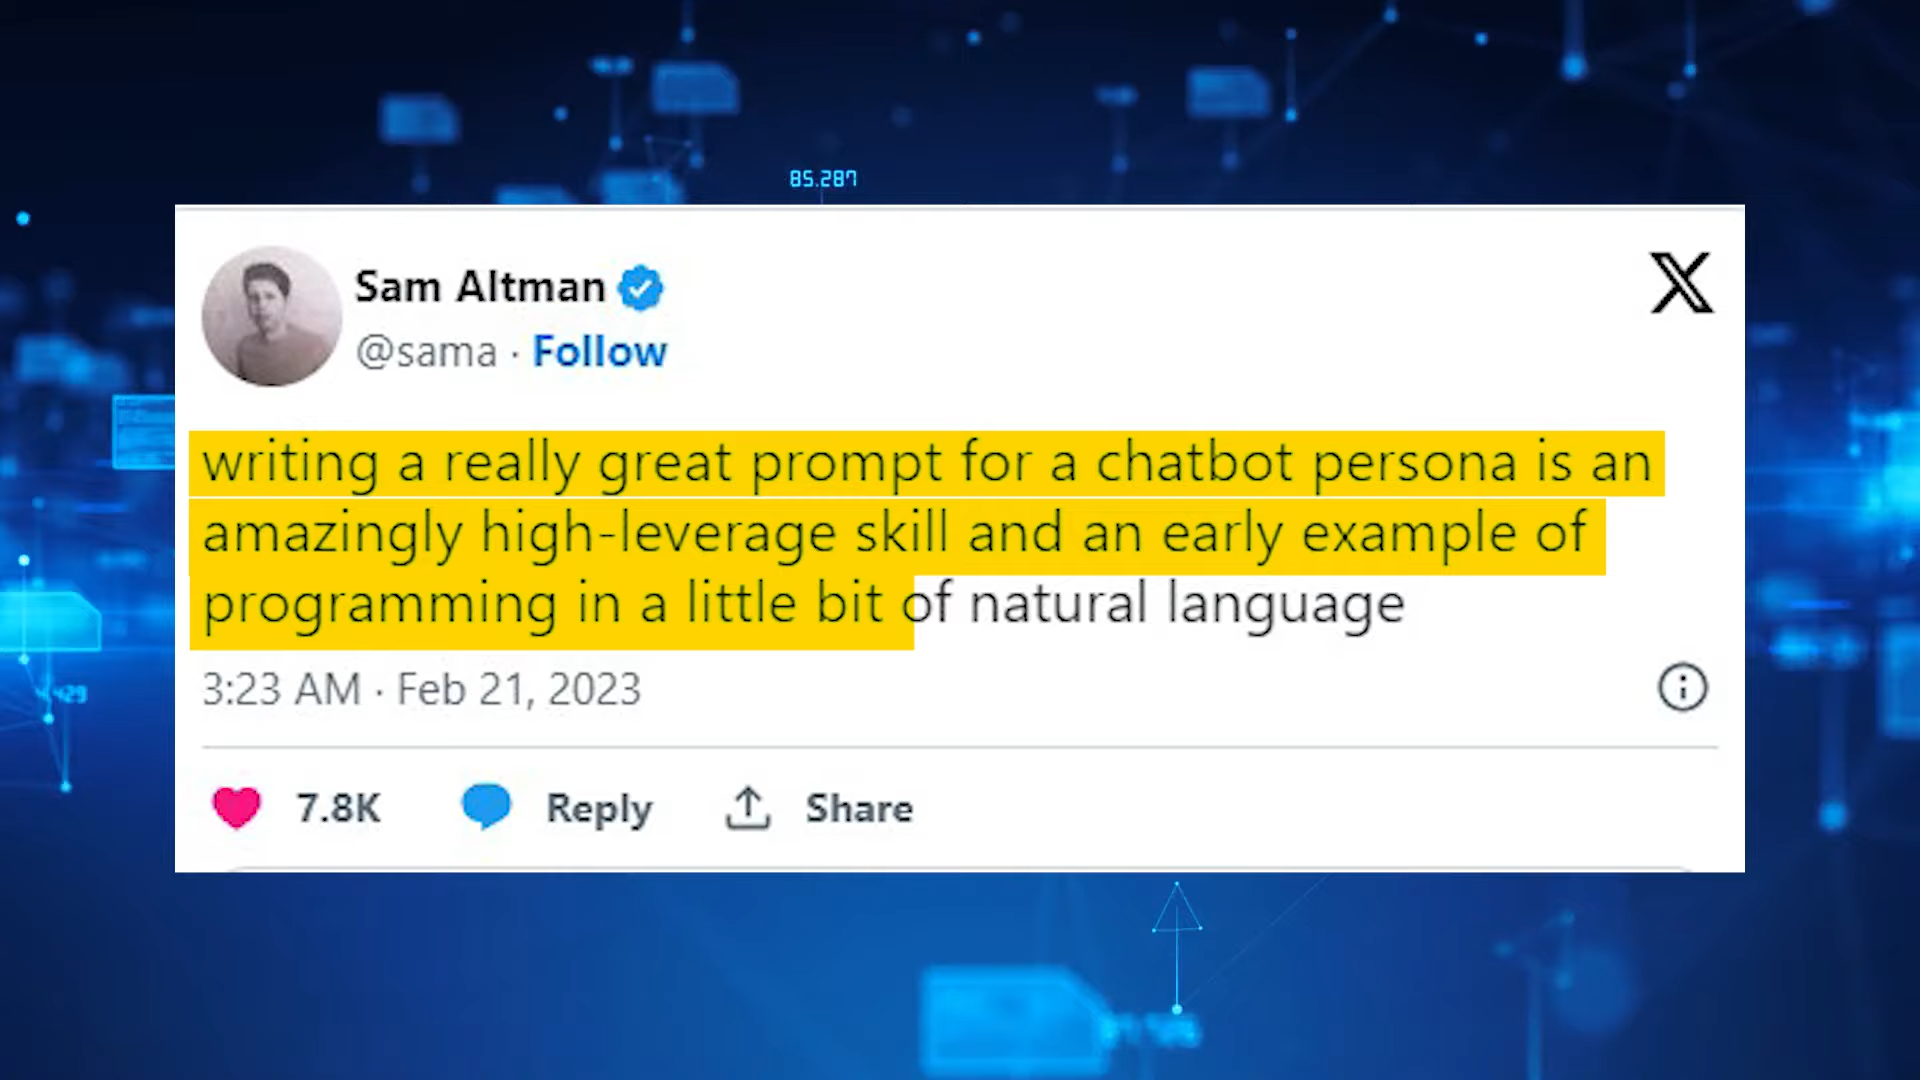 85.287
Sam Altman
@sama · Follow
writing a really great prompt for a chatbot persona is an
amazingly high-leverage skill and an early example of
programming in a little bit of natural language
3:23 AM · Feb 21, 2023
7.8K Reply Share